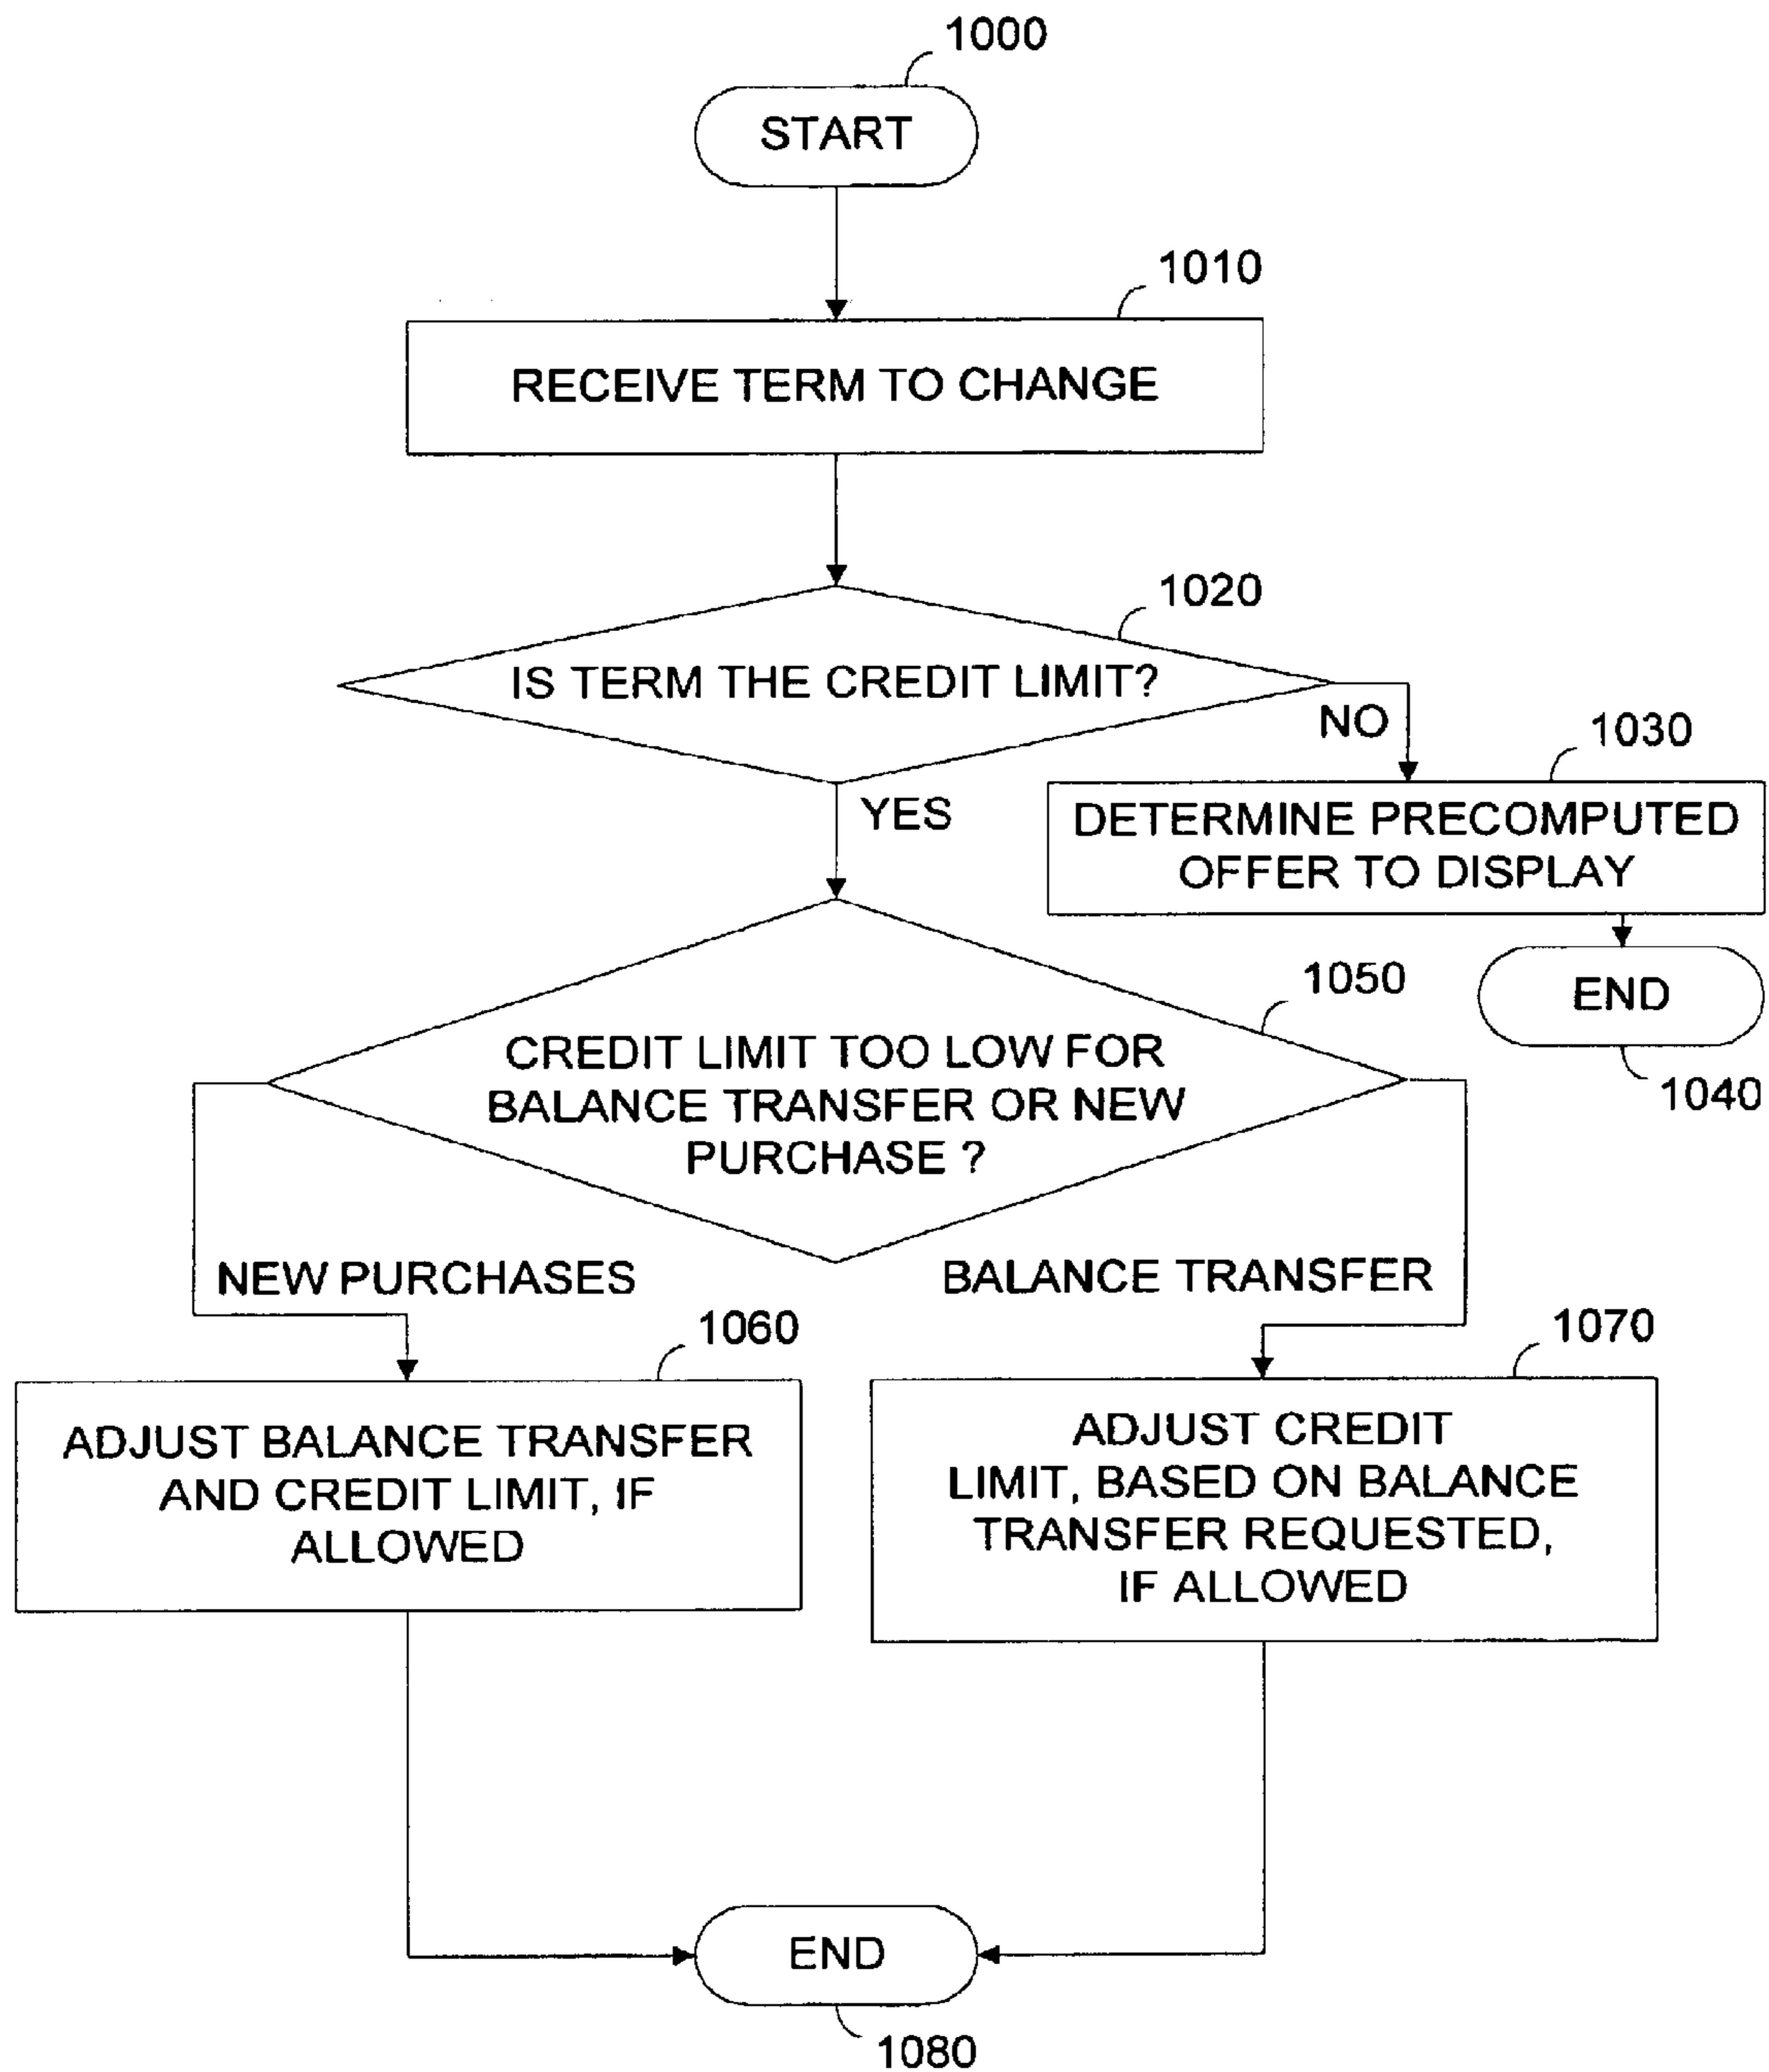 1000
START
1010
RECEIVE TERM TO CHANGE
1020
IS TERM THE CREDIT LIMIT?
NO
1030
YES
DETERMINE PRECOMPUTED
OFFER TO DISPLAY
1050
END
1040
CREDIT LIMIT TOO LOW FOR
BALANCE TRANSFER OR NEW
PURCHASE ?
NEW PURCHASES
BALANCE TRANSFER
1060
1070
ADJUST BALANCE TRANSFER
AND CREDIT LIMIT, IF
ALLOWED
ADJUST CREDIT
LIMIT, BASED ON BALANCE
TRANSFER REQUESTED,
IF ALLOWED
END
1080